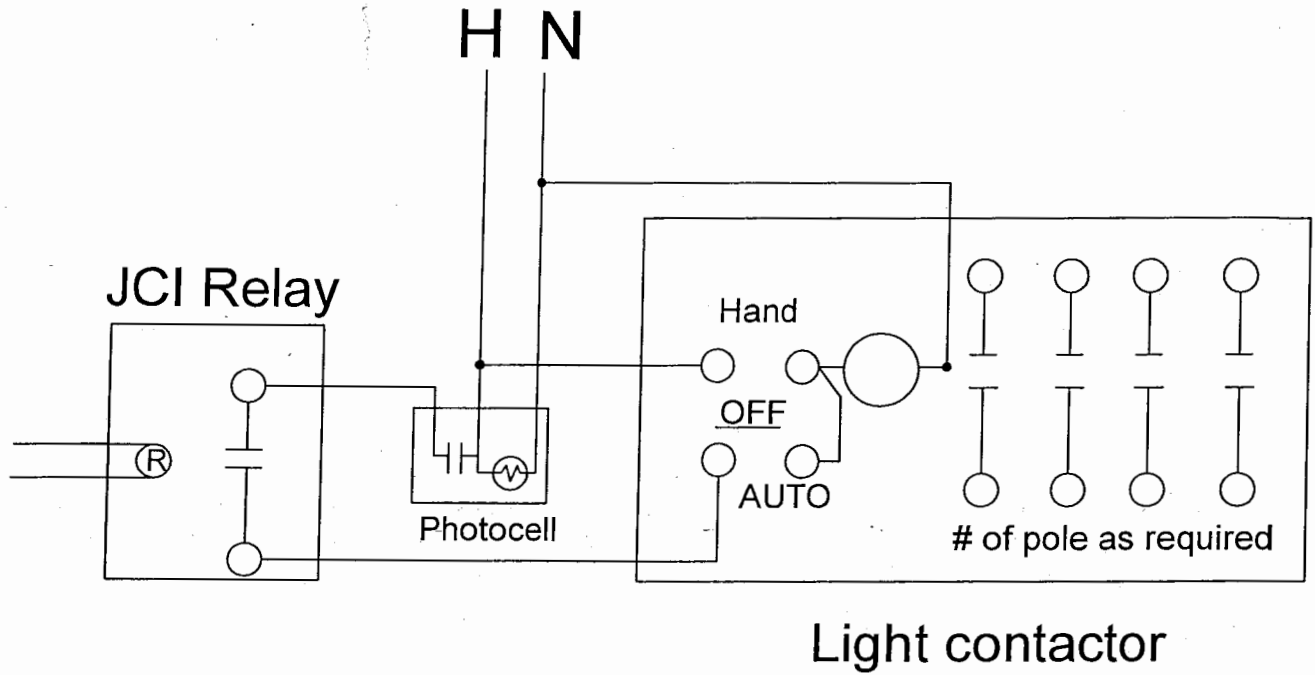 H N
JCI Relay
Hand
OFF
R
AUTO
Photocell
# of pole as required
Light contactor